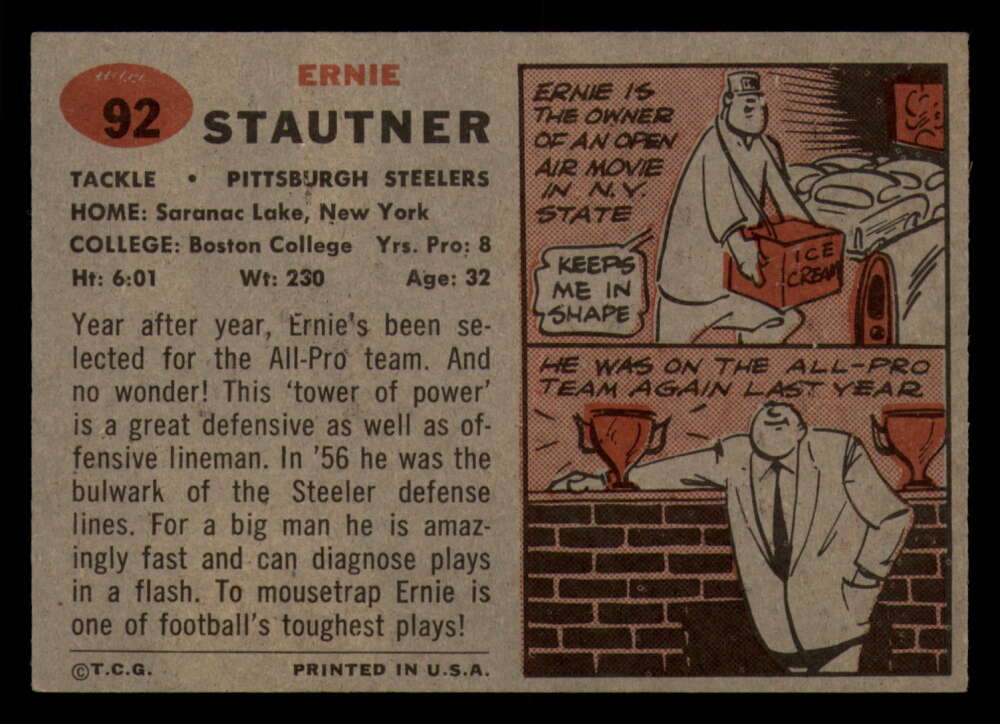 92
ERNIE
STAUTNER
TACKLE • PITTSBURGH STEELERS
HOME: Saranac Lake, New York
COLLEGE: Boston College Yrs. Pro: 8
Ht: 6:01 Wt: 230 Age: 32
Year after year, Ernie's been se-
lected for the All-Pro team. And
no wonder! This 'tower of power'
is a great defensive as well as of-
fensive lineman. In '56 he was the
bulwark of the Steeler defense
lines. For a big man he is amaz-
ingly fast and can diagnose plays
in a flash. To mousetrap Ernie is
one of football's toughest plays!
©T.C.G. PRINTED IN U.S.A.
ERNIE IS
THE OWNER
OF AN OPEN
AIR MOVIE
IN N.Y.
STATE
KEEPS
ME IN
SHAPE
ICE
CREAM
HE WAS ON THE ALL-PRO
TEAM AGAIN LAST YEAR